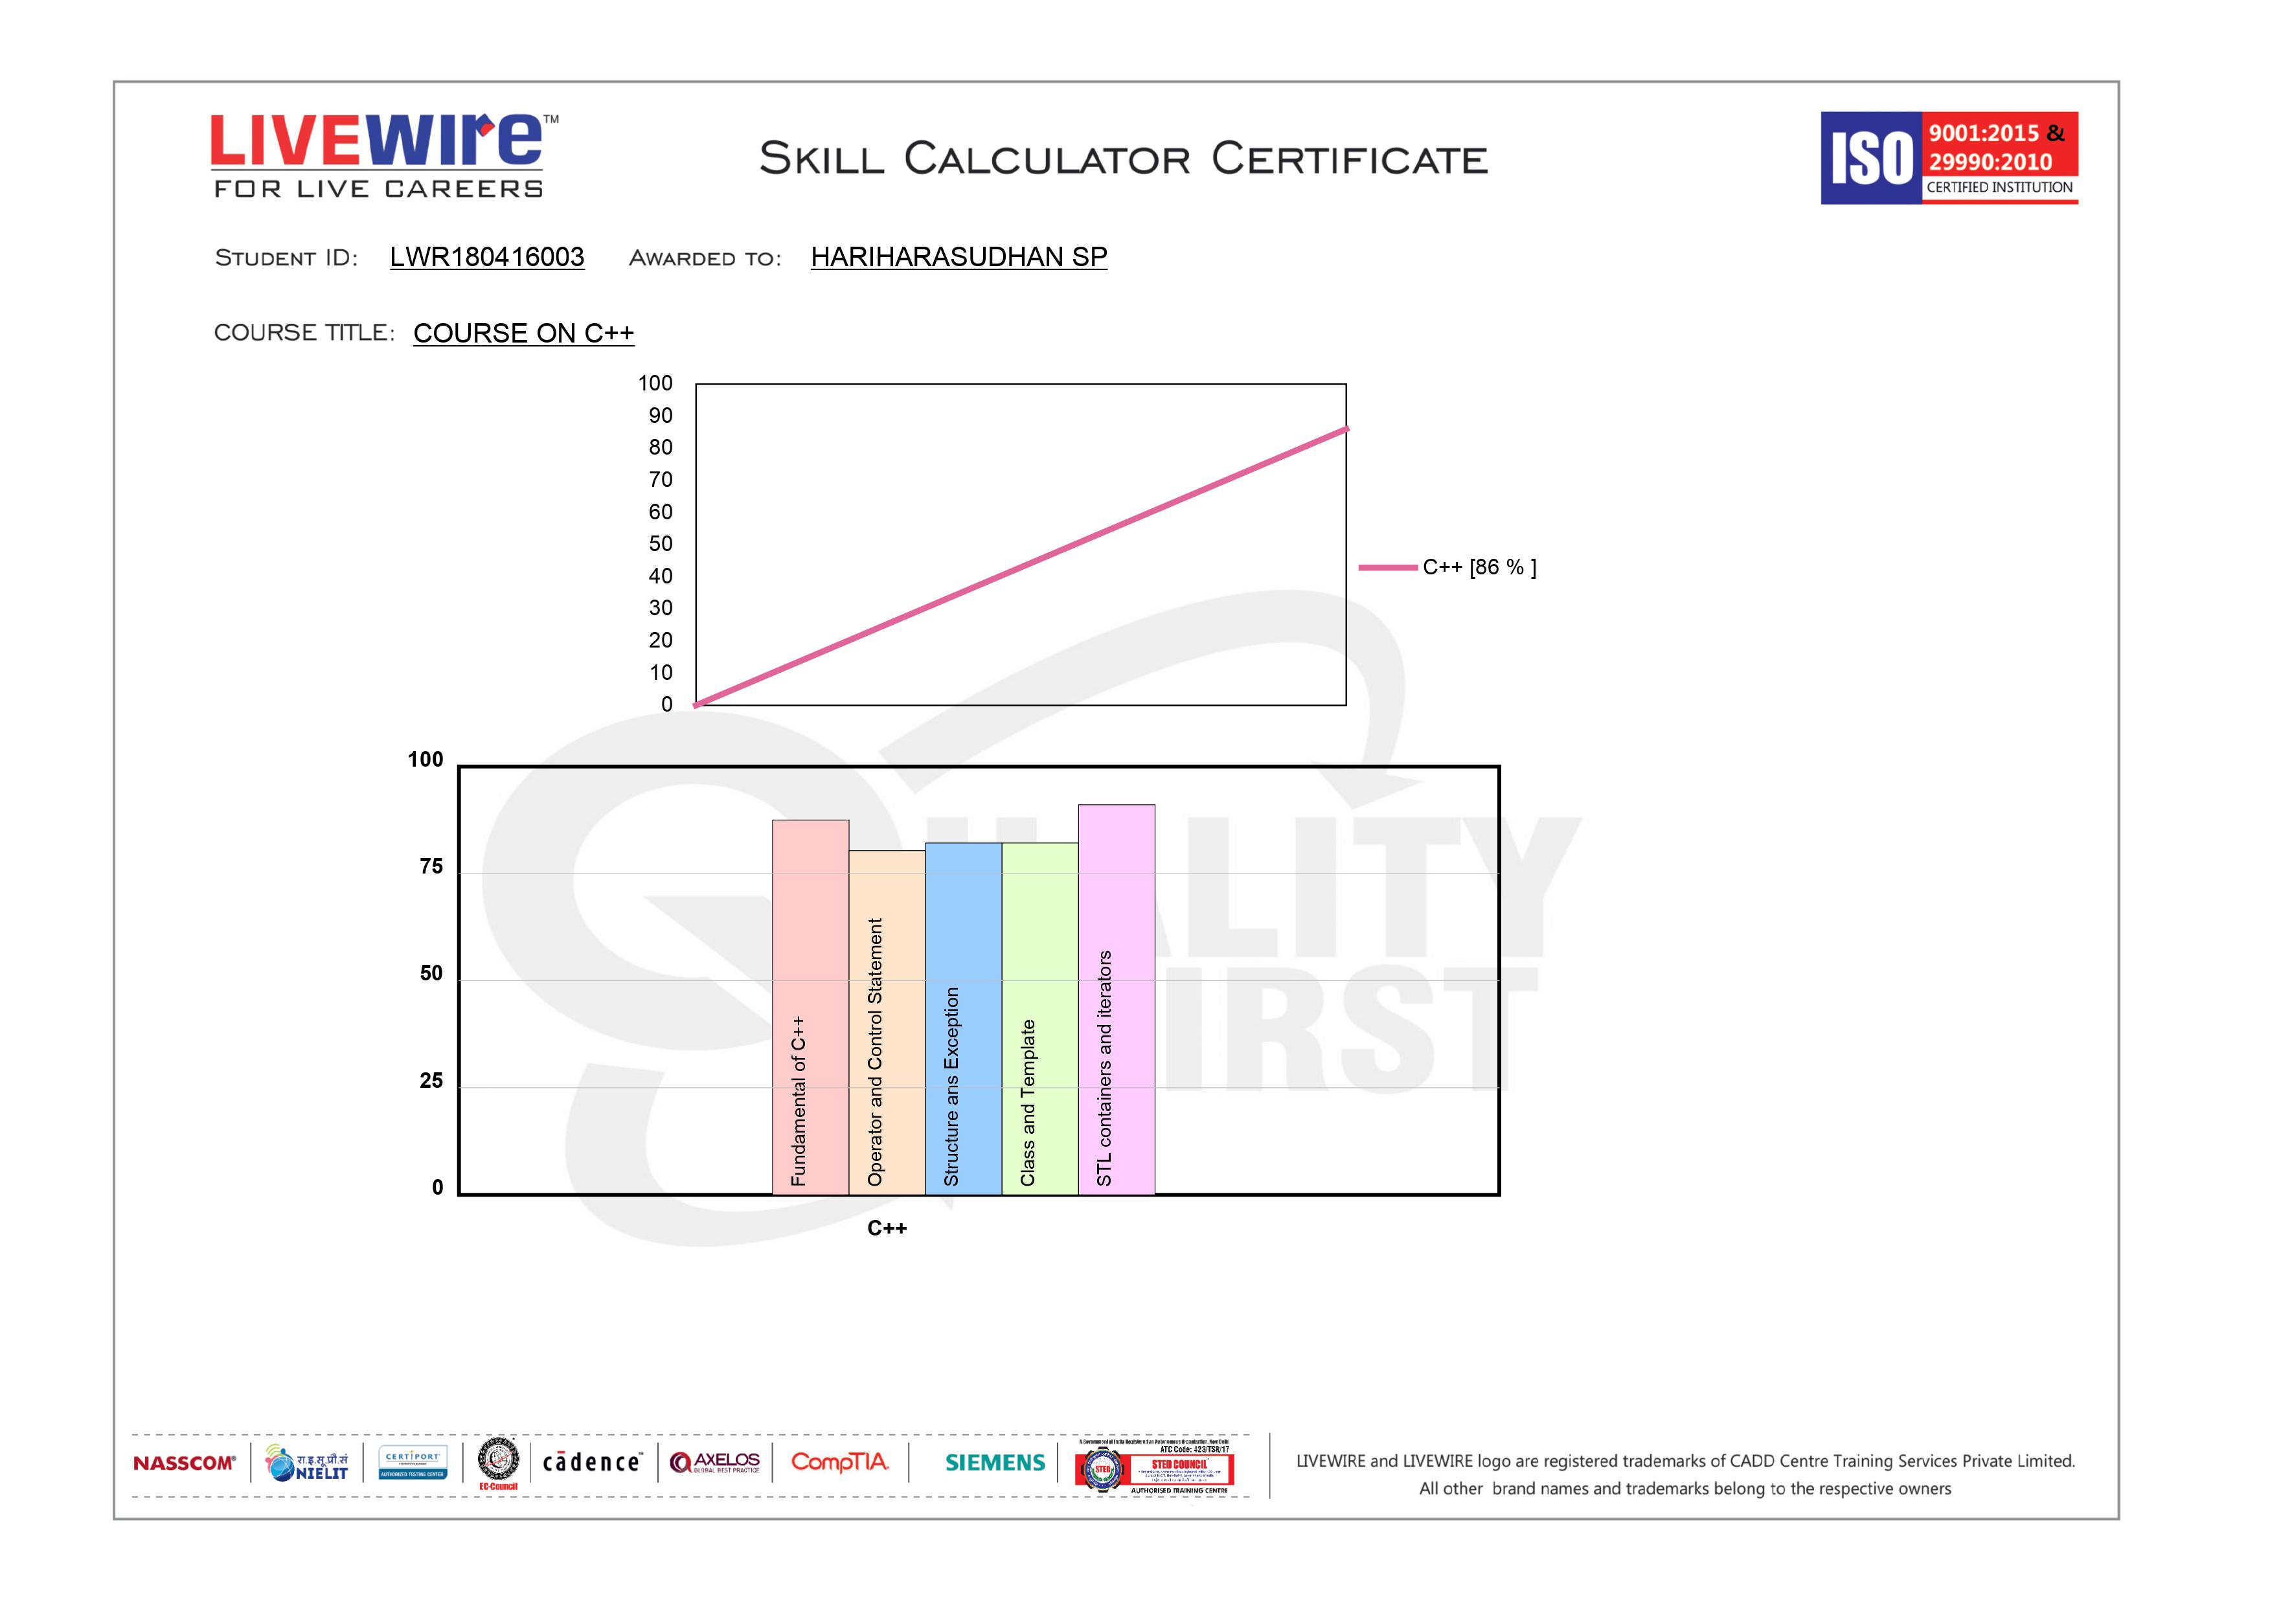 LIVEWIRE™
FOR LIVE CAREERS
SKILL CALCULATOR CERTIFICATE
ISO 9001:2015 &
29990:2010
CERTIFIED INSTITUTION
STUDENT ID: LWR180416003 AWARDED TO: HARIHARASUDHAN SP
COURSE TITLE: COURSE ON C++
100
90
80
70
60
50
40
30
20
10
0
C++ [86 % ]
QUALITY
FIRST
100
75
50
25
0
Fundamental of C++
Operator and Control Statement
Structure ans Exception
Class and Template
STL containers and iterators
C++
NASSCOM®
रा.इ.सू.प्रौ.सं
NIELIT
CERTIPORT
AUTHORIZED TESTING CENTER
EC-Council
cādence™
AXELOS
GLOBAL BEST PRACTICE
CompTIA.
SIEMENS
ATC Code: 423/TSR/17
STED
STED COUNCIL
AUTHORISED TRAINING CENTRE
LIVEWIRE and LIVEWIRE logo are registered trademarks of CADD Centre Training Services Private Limited.
All other brand names and trademarks belong to the respective owners